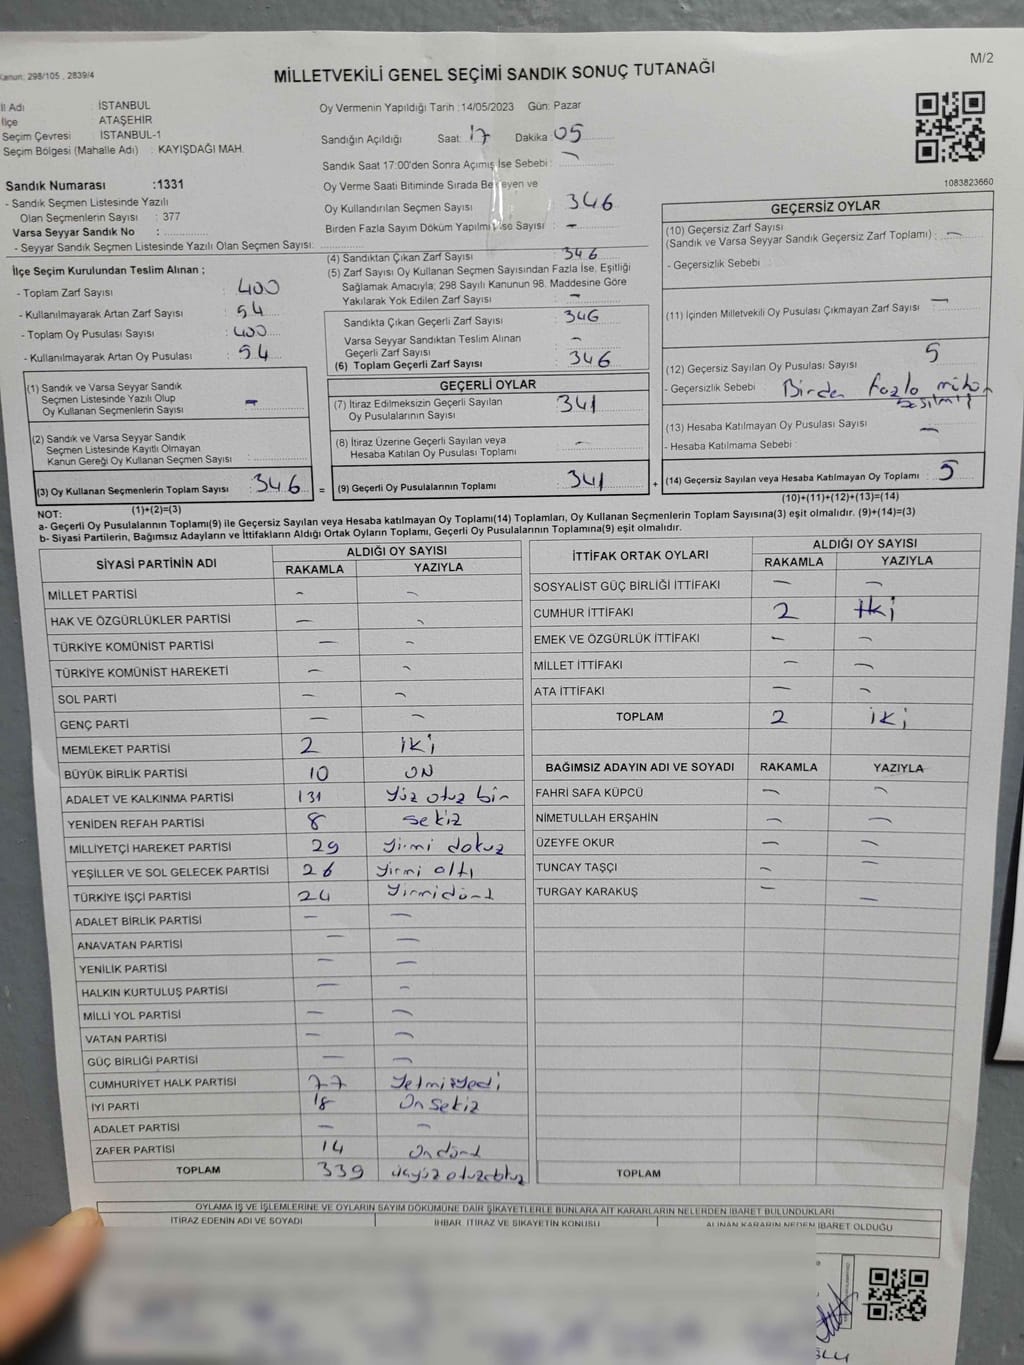 Kanun: 298/105 , 2839/4
M/2
MİLLETVEKİLİ GENEL SEÇİMİ SANDIK SONUÇ TUTANAĞI
İl Adı : İSTANBUL
İlçe ATAŞEHİR
Seçim Çevresi : İSTANBUL-1
Seçim Bölgesi (Mahalle Adı) : KAYIŞDAĞI MAH.
Sandık Numarası :1331
- Sandık Seçmen Listesinde Yazılı
Olan Seçmenlerin Sayısı : 377
Varsa Seyyar Sandık No :
- Seyyar Sandık Seçmen Listesinde Yazılı Olan Seçmen Sayısı:
Oy Vermenin Yapıldığı Tarih :14/05/2023 Gün: Pazar
Sandığın Açıldığı Saat: 17 Dakika 05
Sandık Saat 17:00'den Sonra Açımış İse Sebebi : -
Oy Verme Saati Bitiminde Sırada Bekleyen ve
Oy Kullandırılan Seçmen Sayısı 346
Birden Fazla Sayım Döküm Yapılmış ise Sayısı : -
1083823660
İlçe Seçim Kurulundan Teslim Alınan ;
- Toplam Zarf Sayısı : 400
- Kullanılmayarak Artan Zarf Sayısı : 54
- Toplam Oy Pusulası Sayısı : 400
- Kullanılmayarak Artan Oy Pusulası : 54
(4) Sandıktan Çıkan Zarf Sayısı : 346
(5) Zarf Sayısı Oy Kullanan Seçmen Sayısından Fazla İse, Eşitliği
Sağlamak Amacıyla; 298 Sayılı Kanunun 98. Maddesine Göre
Yakılarak Yok Edilen Zarf Sayısı : -
Sandıkta Çıkan Geçerli Zarf Sayısı : 346
Varsa Seyyar Sandıktan Teslim Alınan
Geçerli Zarf Sayısı : -
(6) Toplam Geçerli Zarf Sayısı : 346
GEÇERSİZ OYLAR
(10) Geçersiz Zarf Sayısı
(Sandık ve Varsa Seyyar Sandık Geçersiz Zarf Toplamı) : -
- Geçersizlik Sebebi :
(11) İçinden Milletvekili Oy Pusulası Çıkmayan Zarf Sayısı : -
(12) Geçersiz Sayılan Oy Pusulası Sayısı 5
- Geçersizlik Sebebi : Birden fazla mühür
(13) Hesaba Katılmayan Oy Pusulası Sayısı : -
- Hesaba Katılmama Sebebi :
(14) Geçersiz Sayılan veya Hesaba Katılmayan Oy Toplamı : 5
(10)+(11)+(12)+(13)=(14)
(1) Sandık ve Varsa Seyyar Sandık
Seçmen Listesinde Yazılı Olup
Oy Kullanan Seçmenlerin Sayısı : -
(2) Sandık ve Varsa Seyyar Sandık
Seçmen Listesinde Kayıtlı Olmayan
Kanun Gereği Oy Kullanan Seçmen Sayısı :
(3) Oy Kullanan Seçmenlerin Toplam Sayısı : 346 =
(1)+(2)=(3)
GEÇERLİ OYLAR
(7) İtiraz Edilmeksizin Geçerli Sayılan
Oy Pusulalarının Sayısı : 341
(8) İtiraz Üzerine Geçerli Sayılan veya
Hesaba Katılan Oy Pusulası Toplamı : -
(9) Geçerli Oy Pusulalarının Toplamı : 341 +
NOT:
a- Geçerli Oy Pusulalarının Toplamı(9) ile Geçersiz Sayılan veya Hesaba katılmayan Oy Toplamı(14) Toplamları, Oy Kullanan Seçmenlerin Toplam Sayısına(3) eşit olmalıdır. (9)+(14)=(3)
b- Siyasi Partilerin, Bağımsız Adayların ve İttifakların Aldığı Ortak Oyların Toplamı, Geçerli Oy Pusulalarının Toplamına(9) eşit olmalıdır.
SİYASİ PARTİNİN ADI ALDIĞI OY SAYISI
RAKAMLA YAZIYLA
MİLLET PARTİSİ - -
HAK VE ÖZGÜRLÜKLER PARTİSİ - -
TÜRKİYE KOMÜNİST PARTİSİ - -
TÜRKİYE KOMÜNİST HAREKETİ - -
SOL PARTİ - -
GENÇ PARTİ - -
MEMLEKET PARTİSİ 2 iki
BÜYÜK BİRLİK PARTİSİ 10 ON
ADALET VE KALKINMA PARTİSİ 131 Yüz otuz bir
YENİDEN REFAH PARTİSİ 8 sekiz
MİLLİYETÇİ HAREKET PARTİSİ 29 yirmi dokuz
YEŞİLLER VE SOL GELECEK PARTİSİ 26 yirmi altı
TÜRKİYE İŞÇİ PARTİSİ 24 Yirmidört
ADALET BİRLİK PARTİSİ - -
ANAVATAN PARTİSİ - -
YENİLİK PARTİSİ - -
HALKIN KURTULUŞ PARTİSİ - -
MİLLİ YOL PARTİSİ - -
VATAN PARTİSİ - -
GÜÇ BİRLİĞİ PARTİSİ - -
CUMHURİYET HALK PARTİSİ 77 Yetmişyedi
İYİ PARTİ 18 Onsekiz
ADALET PARTİSİ - -
ZAFER PARTİSİ 14 Ondört
TOPLAM 339 üçyüz otuzdokuz
İTTİFAK ORTAK OYLARI ALDIĞI OY SAYISI
RAKAMLA YAZIYLA
SOSYALİST GÜÇ BİRLİĞİ İTTİFAKI - -
CUMHUR İTTİFAKI 2 iki
EMEK VE ÖZGÜRLÜK İTTİFAKI - -
MİLLET İTTİFAKI - -
ATA İTTİFAKI - -
TOPLAM 2 iki
BAĞIMSIZ ADAYIN ADI VE SOYADI RAKAMLA YAZIYLA
FAHRİ SAFA KÜPCÜ - -
NİMETULLAH ERŞAHİN - -
ÜZEYFE OKUR - -
TUNCAY TAŞÇI - -
TURGAY KARAKUŞ - -
TOPLAM
OYLAMA İŞ VE İŞLEMLERİNE VE OYLARIN SAYIM DÖKÜMÜNE DAİR ŞİKAYETLERLE BUNLARA AİT KARARLARIN NELERDEN İBARET BULUNDUKLARI
İTİRAZ EDENİN ADI VE SOYADI İHBAR, İTİRAZ VE ŞİKAYETİN KONUSU ALINAN KARARIN NEDEN İBARET OLDUĞU